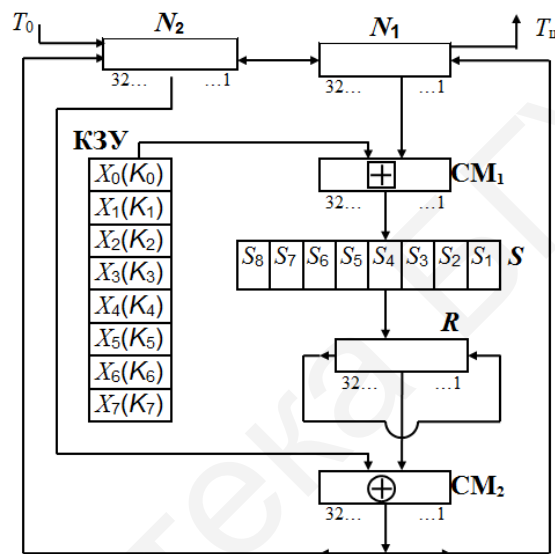 T₀ N₂ N₁ Tш
32... ...1 32... ...1
КЗУ
X₀(K₀) CM₁
X₁(K₁) 32... ...1
X₂(K₂) S₈ S₇ S₆ S₅ S₄ S₃ S₂ S₁ S
X₃(K₃)
X₄(K₄) R
X₅(K₅)
X₆(K₆) 32... ...1
X₇(K₇)
CM₂
32... ...1